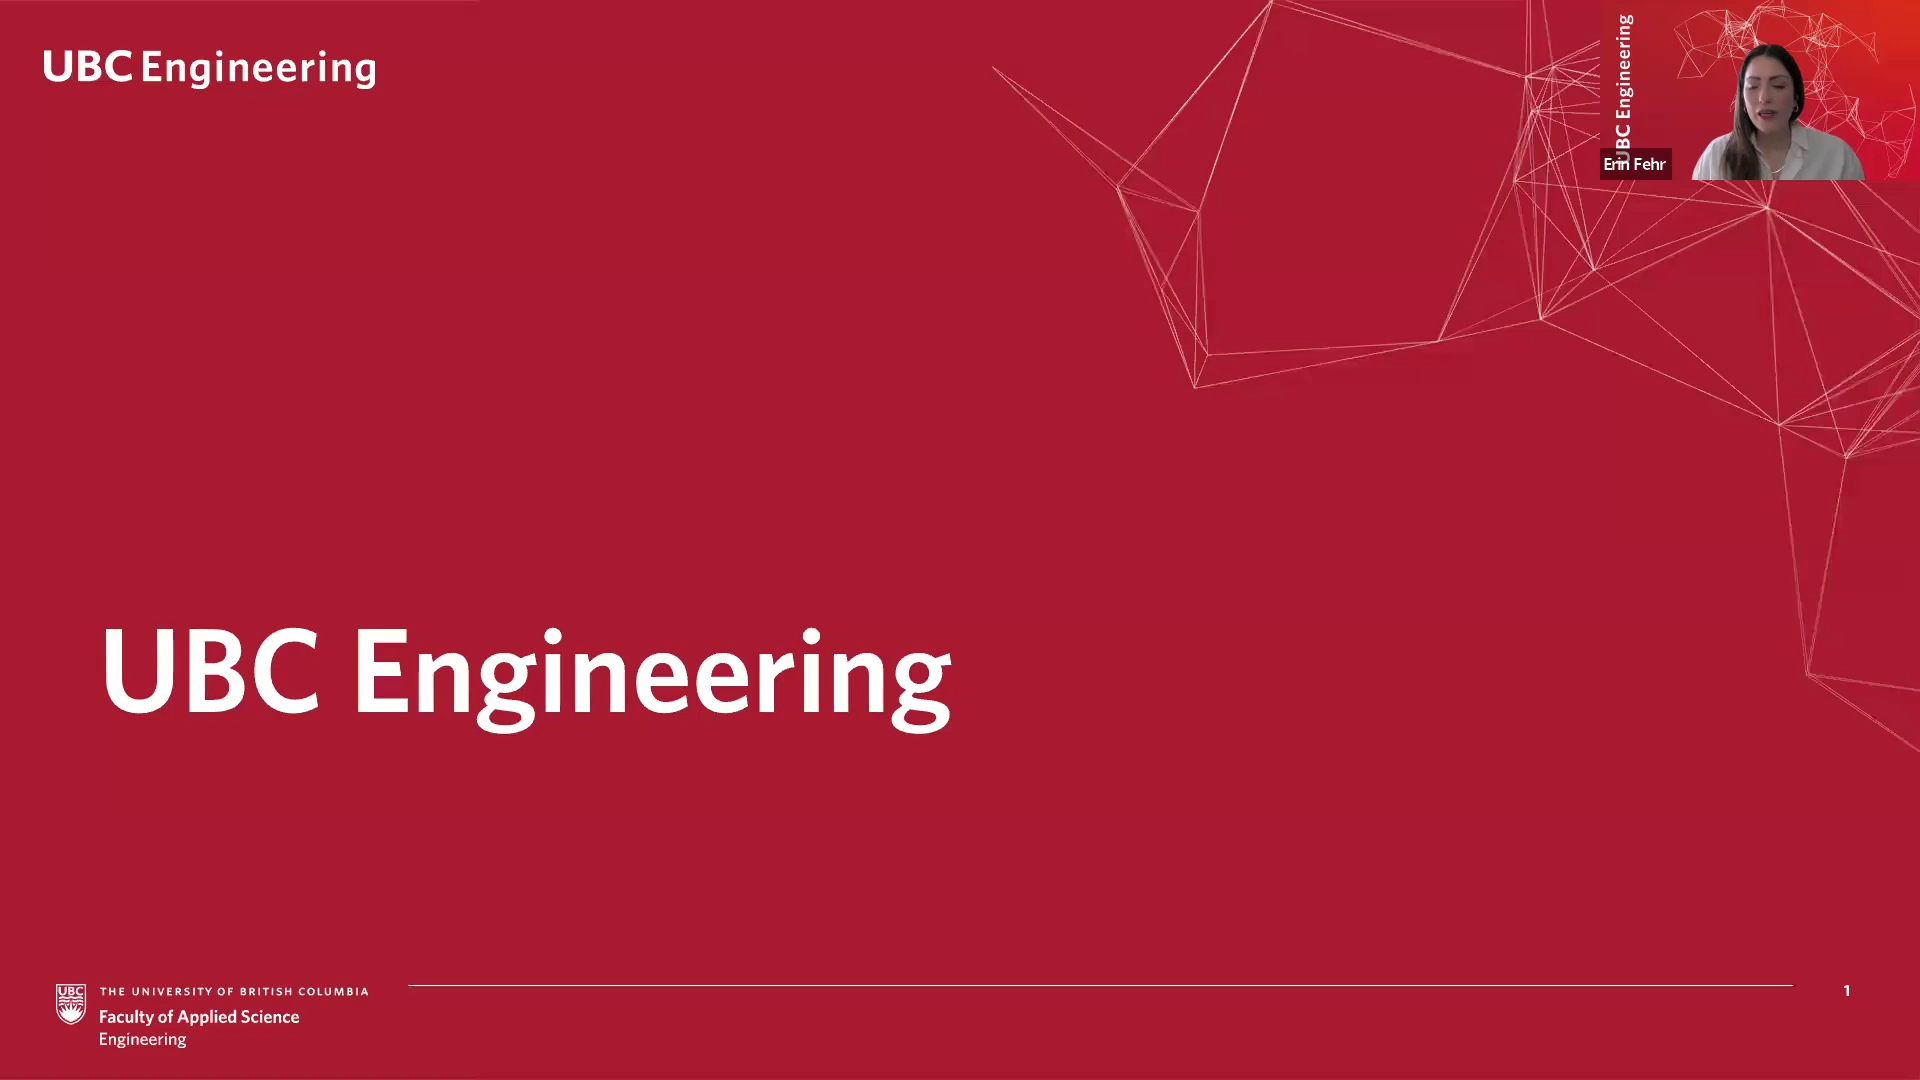 UBC Engineering
UBC Engineering
Erin Fehr
UBC Engineering
UBC
THE UNIVERSITY OF BRITISH COLUMBIA
Faculty of Applied Science
Engineering
1